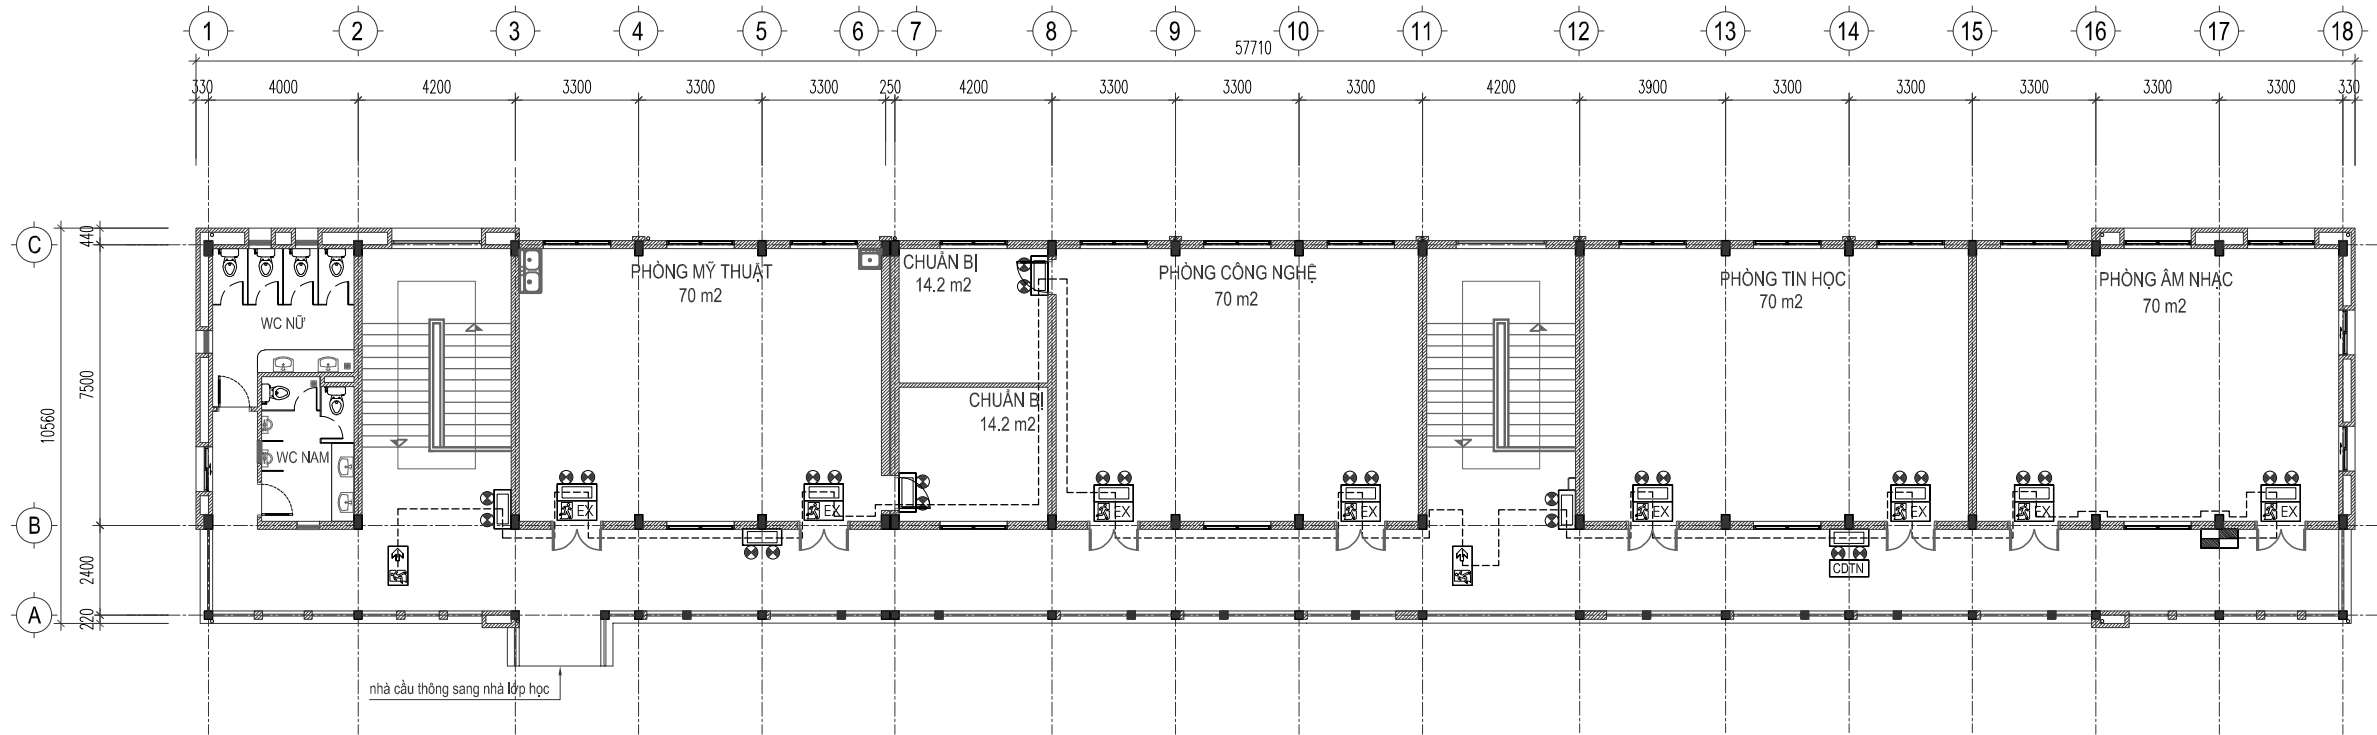 1 2 3 4 5 6 7 8 9 10 11 12 13 14 15 16 17 18
57710
330 4000 4200 3300 3300 3300 250 4200 3300 3300 3300 4200 3900 3300 3300 3300 3300 3300 330
C
440
PHÒNG MỸ THUẬT
70 m2
CHUẨN BỊ
14.2 m2
PHÒNG CÔNG NGHỆ
70 m2
PHÒNG TIN HỌC
70 m2
PHÒNG ÂM NHẠC
70 m2
WC NỮ
7500
10560
CHUẨN BỊ
14.2 m2
WC NAM
EX EX EX EX EX EX EX EX
B
2400
CDTN
A
220
nhà cầu thông sang nhà lớp học